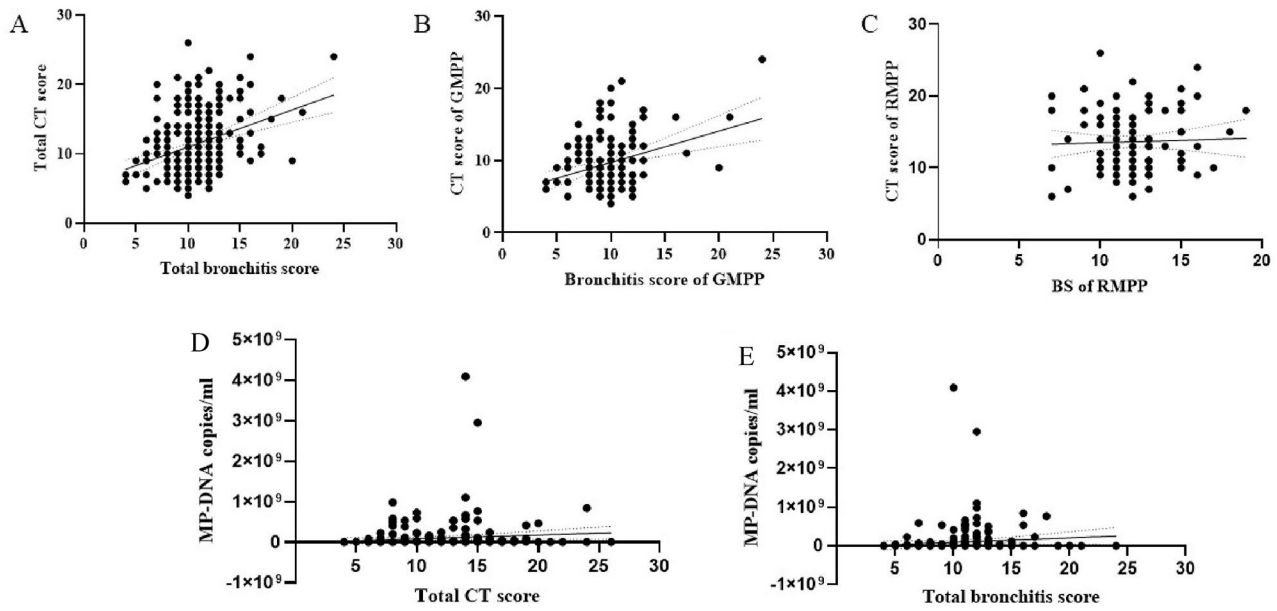 A
Total CT score
30
20
10
0
0 5 10 15 20 25 30
Total bronchitis score
B
CT score of GMPP
30
20
10
0
0 5 10 15 20 25 30
Bronchitis score of GMPP
C
CT score of RMPP
30
20
10
0
0 5 10 15 20
BS of RMPP
D
MP-DNA copies/ml
5×10⁹
4×10⁹
3×10⁹
2×10⁹
1×10⁹
0
-1×10⁹
5 10 15 20 25 30
Total CT score
E
MP-DNA copies/ml
5×10⁹
4×10⁹
3×10⁹
2×10⁹
1×10⁹
0
-1×10⁹
5 10 15 20 25 30
Total bronchitis score